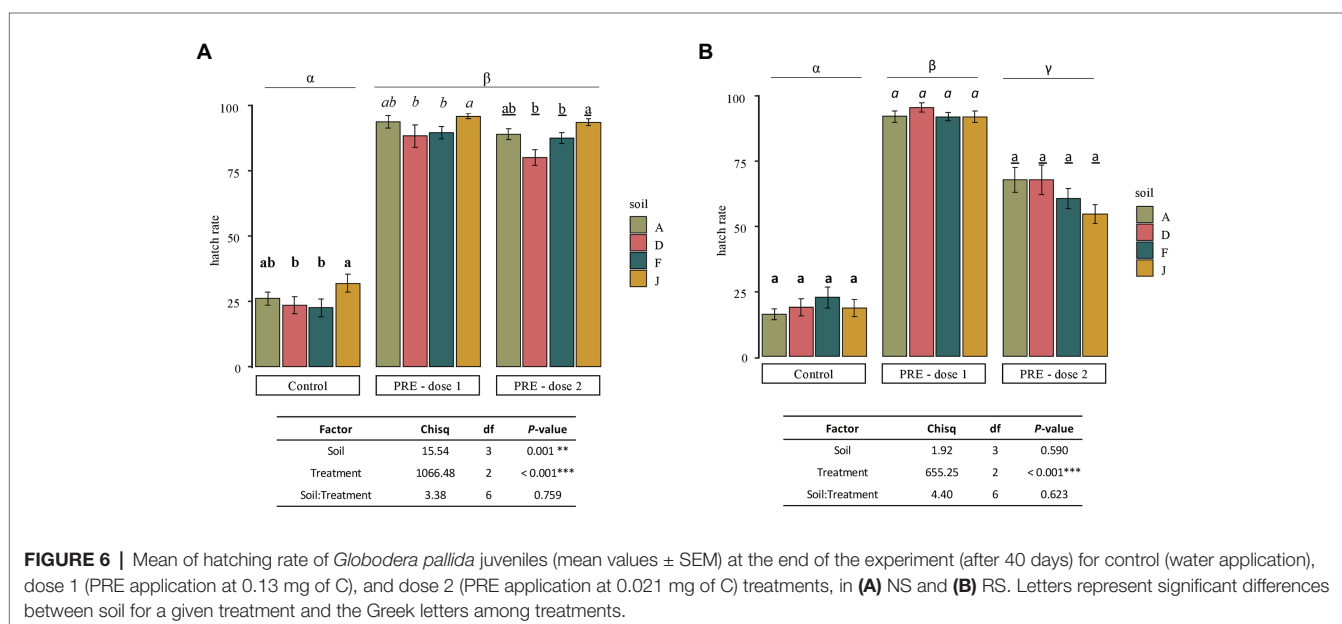 A
α
β
ab b b a
ab b b a
ab b b a
100
75
50
25
0
hatch rate
Control
PRE - dose 1
PRE - dose 2
soil
A
D
F
J
Factor Chisq df P-value
Soil 15.54 3 0.001 **
Treatment 1066.48 2 < 0.001***
Soil:Treatment 3.38 6 0.759
B
α
β
γ
a a a a
a a a a
a a a a
100
75
50
25
0
hatch rate
Control
PRE - dose 1
PRE - dose 2
soil
A
D
F
J
Factor Chisq df P-value
Soil 1.92 3 0.590
Treatment 655.25 2 < 0.001***
Soil:Treatment 4.40 6 0.623
FIGURE 6 | Mean of hatching rate of Globodera pallida juveniles (mean values ± SEM) at the end of the experiment (after 40 days) for control (water application),
dose 1 (PRE application at 0.13 mg of C), and dose 2 (PRE application at 0.021 mg of C) treatments, in (A) NS and (B) RS. Letters represent significant differences
between soil for a given treatment and the Greek letters among treatments.